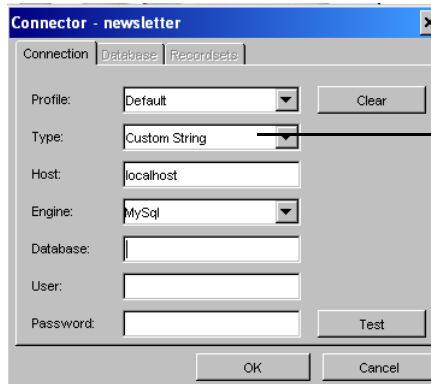 Connector - newsletter
Connection Database Recordsets
Profile: Default Clear
Type: Custom String
Host: localhost
Engine: MySql
Database:
User:
Password: Test
OK Cancel